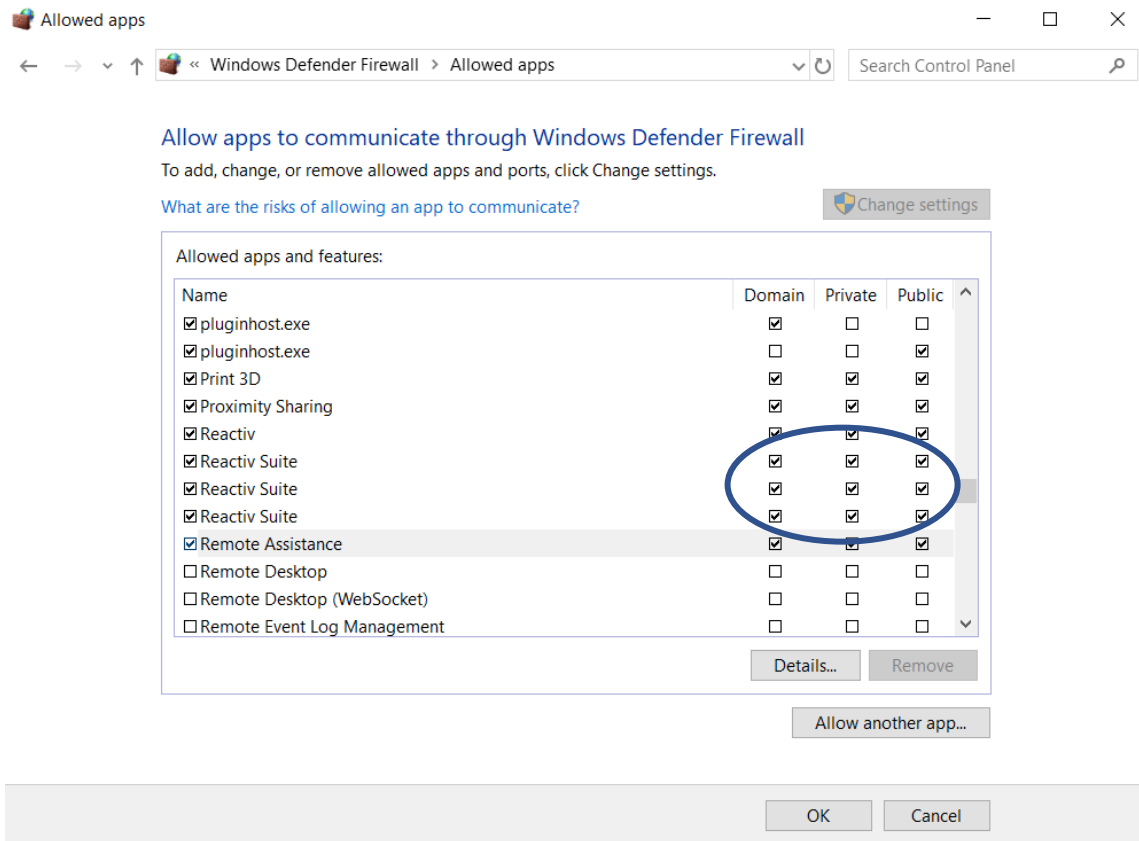 Allowed apps
« Windows Defender Firewall > Allowed apps
Search Control Panel
Allow apps to communicate through Windows Defender Firewall
To add, change, or remove allowed apps and ports, click Change settings.
What are the risks of allowing an app to communicate?
Change settings
Allowed apps and features:
Name Domain Private Public
pluginhost.exe
pluginhost.exe
Print 3D
Proximity Sharing
Reactiv
Reactiv Suite
Reactiv Suite
Reactiv Suite
Remote Assistance
Remote Desktop
Remote Desktop (WebSocket)
Remote Event Log Management
Details... Remove
Allow another app...
OK Cancel